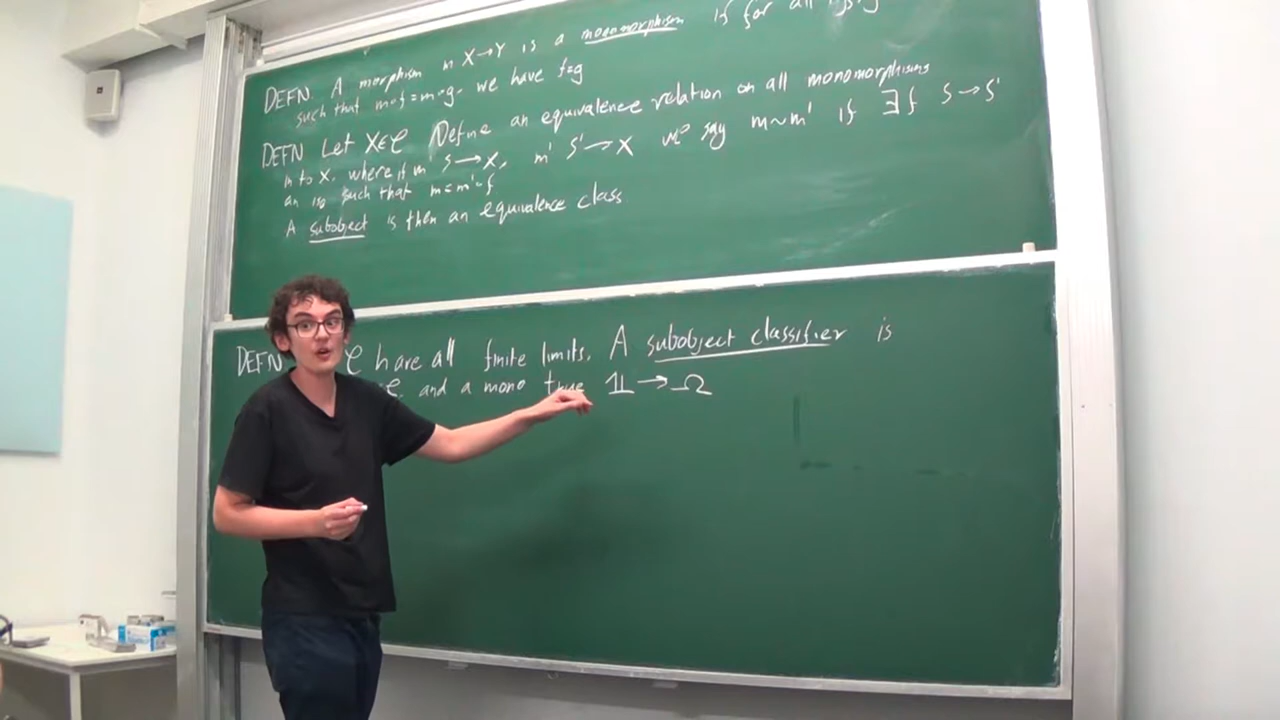 DEFN. A morphism m X→Y is a monomorphism if for all f,g
such that m∘f=m∘g. we have f=g
DEFN Let X∈C Define an equivalence relation on all monomorphisms
in to X. where if m S→X, m' S'→X we say m~m' if ∃f S→S'
an iso such that m=m'∘f
A subobject is then an equivalence class
DEFN C have all finite limits. A subobject classifier is
C. and a mono true 1→Ω